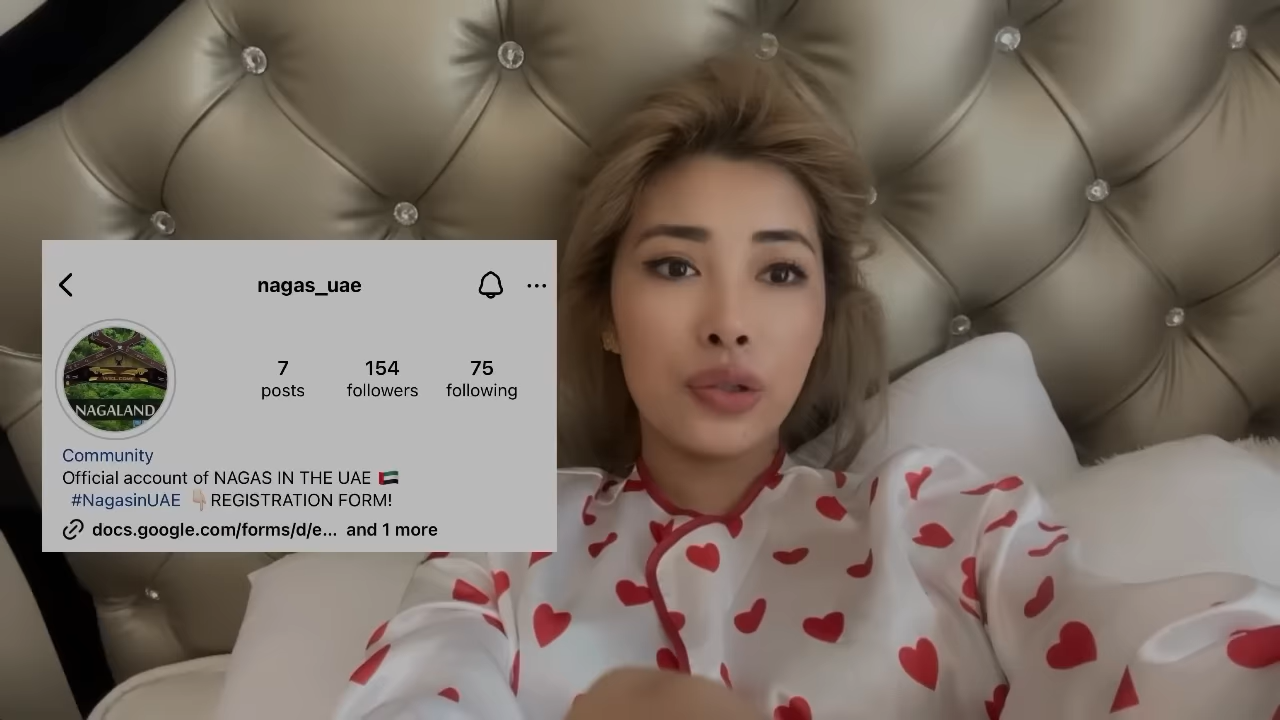 nagas_uae
7 154 75
posts followers following
WELCOME
NAGALAND
Community
Official account of NAGAS IN THE UAE 🇦🇪
#NagasinUAE 👇🏻REGISTRATION FORM!
docs.google.com/forms/d/e... and 1 more